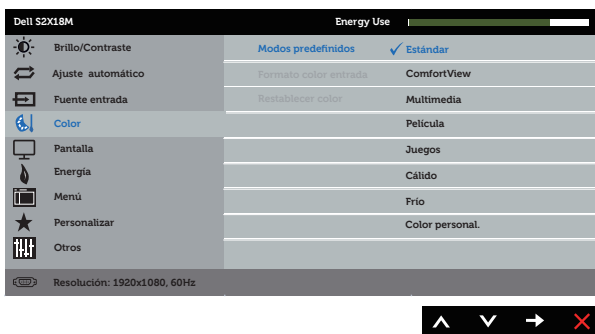 Dell S2X18M
Energy Use
Brillo/Contraste
Modos predefinidos
Estándar
Ajuste automático
Formato color entrada
ComfortView
Fuente entrada
Restablecer color
Multimedia
Color
Película
Pantalla
Juegos
Energía
Cálido
Menú
Frío
Personalizar
Color personal.
Otros
Resolución: 1920x1080, 60Hz